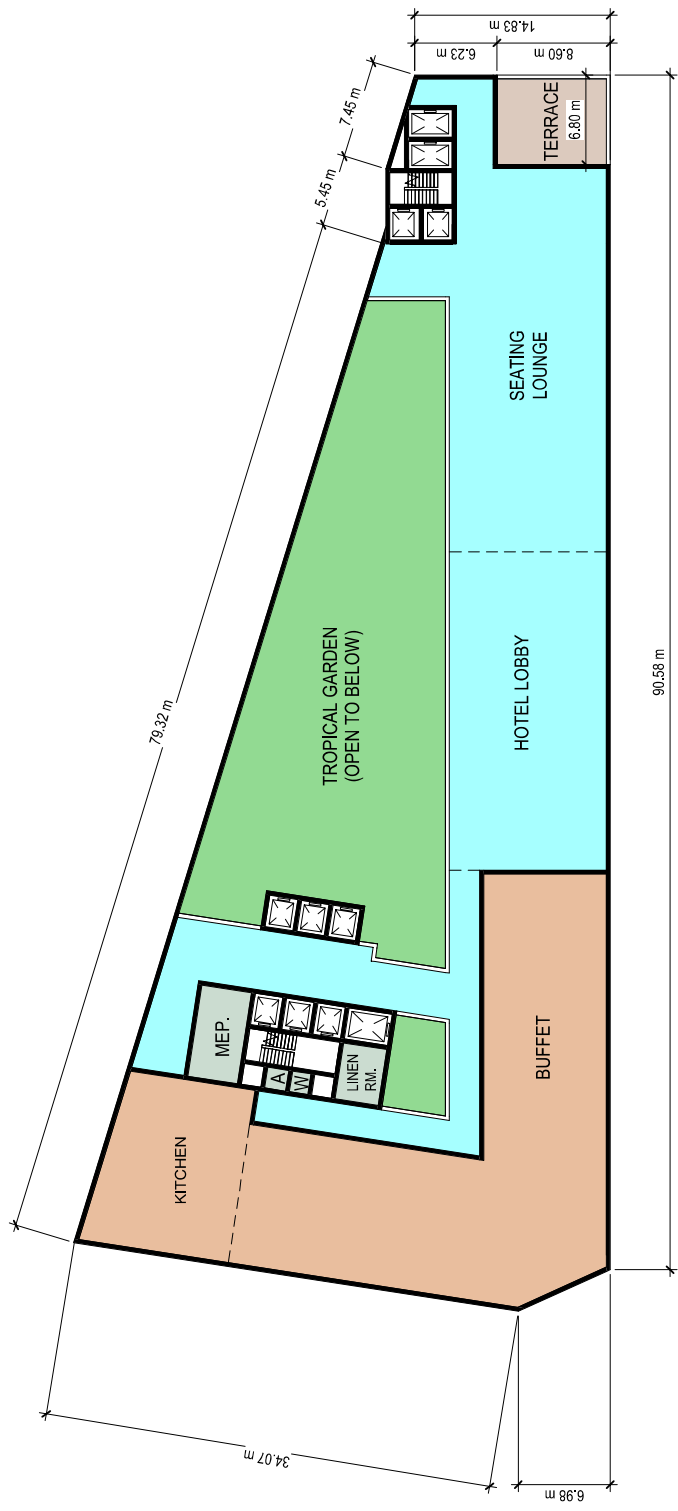 14.83 m
6.23 m
8.60 m
7.45 m
5.45 m
TERRACE
6.80 m
SEATING
LOUNGE
TROPICAL GARDEN
(OPEN TO BELOW)
HOTEL LOBBY
79.32 m
90.58 m
MEP.
A
W
LINEN
RM.
BUFFET
KITCHEN
34.07 m
6.98 m